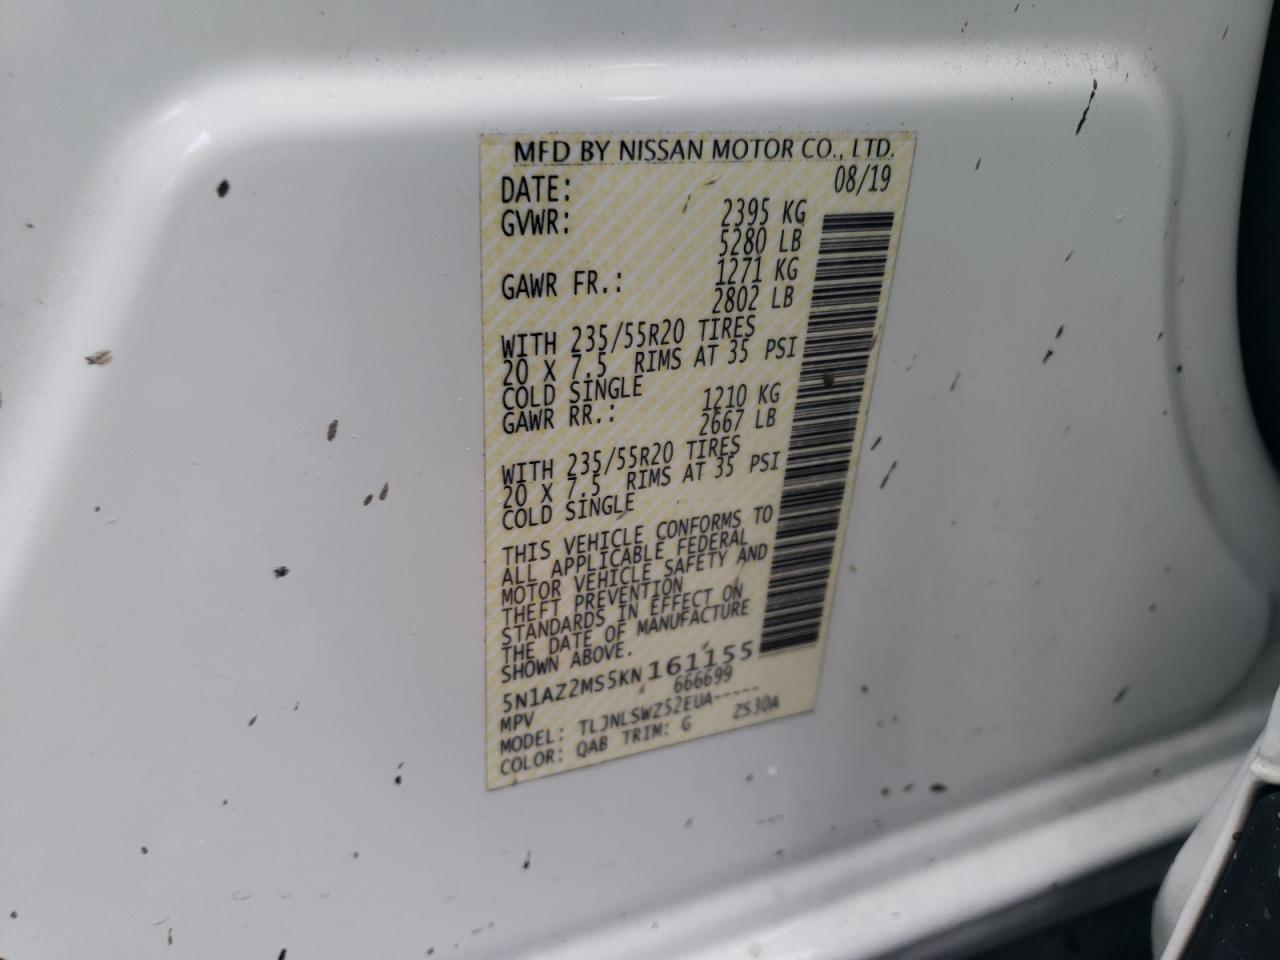 MFD BY NISSAN MOTOR CO., LTD.
DATE: 08/19
GVWR: 2395 KG
5280 LB
GAWR FR.: 1271 KG
2802 LB
WITH 235/55R20 TIRES
20 X 7.5 RIMS AT 35 PSI
COLD SINGLE
GAWR RR.: 1210 KG
2667 LB
WITH 235/55R20 TIRES
20 X 7.5 RIMS AT 35 PSI
COLD SINGLE
THIS VEHICLE CONFORMS TO
ALL APPLICABLE FEDERAL
MOTOR VEHICLE SAFETY AND
THEFT PREVENTION
STANDARDS IN EFFECT ON
THE DATE OF MANUFACTURE
SHOWN ABOVE.
5N1AZ2MS5KN161155
MPV 666699
MODEL: TLJNLSWZ52EUA-----
COLOR: QAB TRIM: G ZS30A